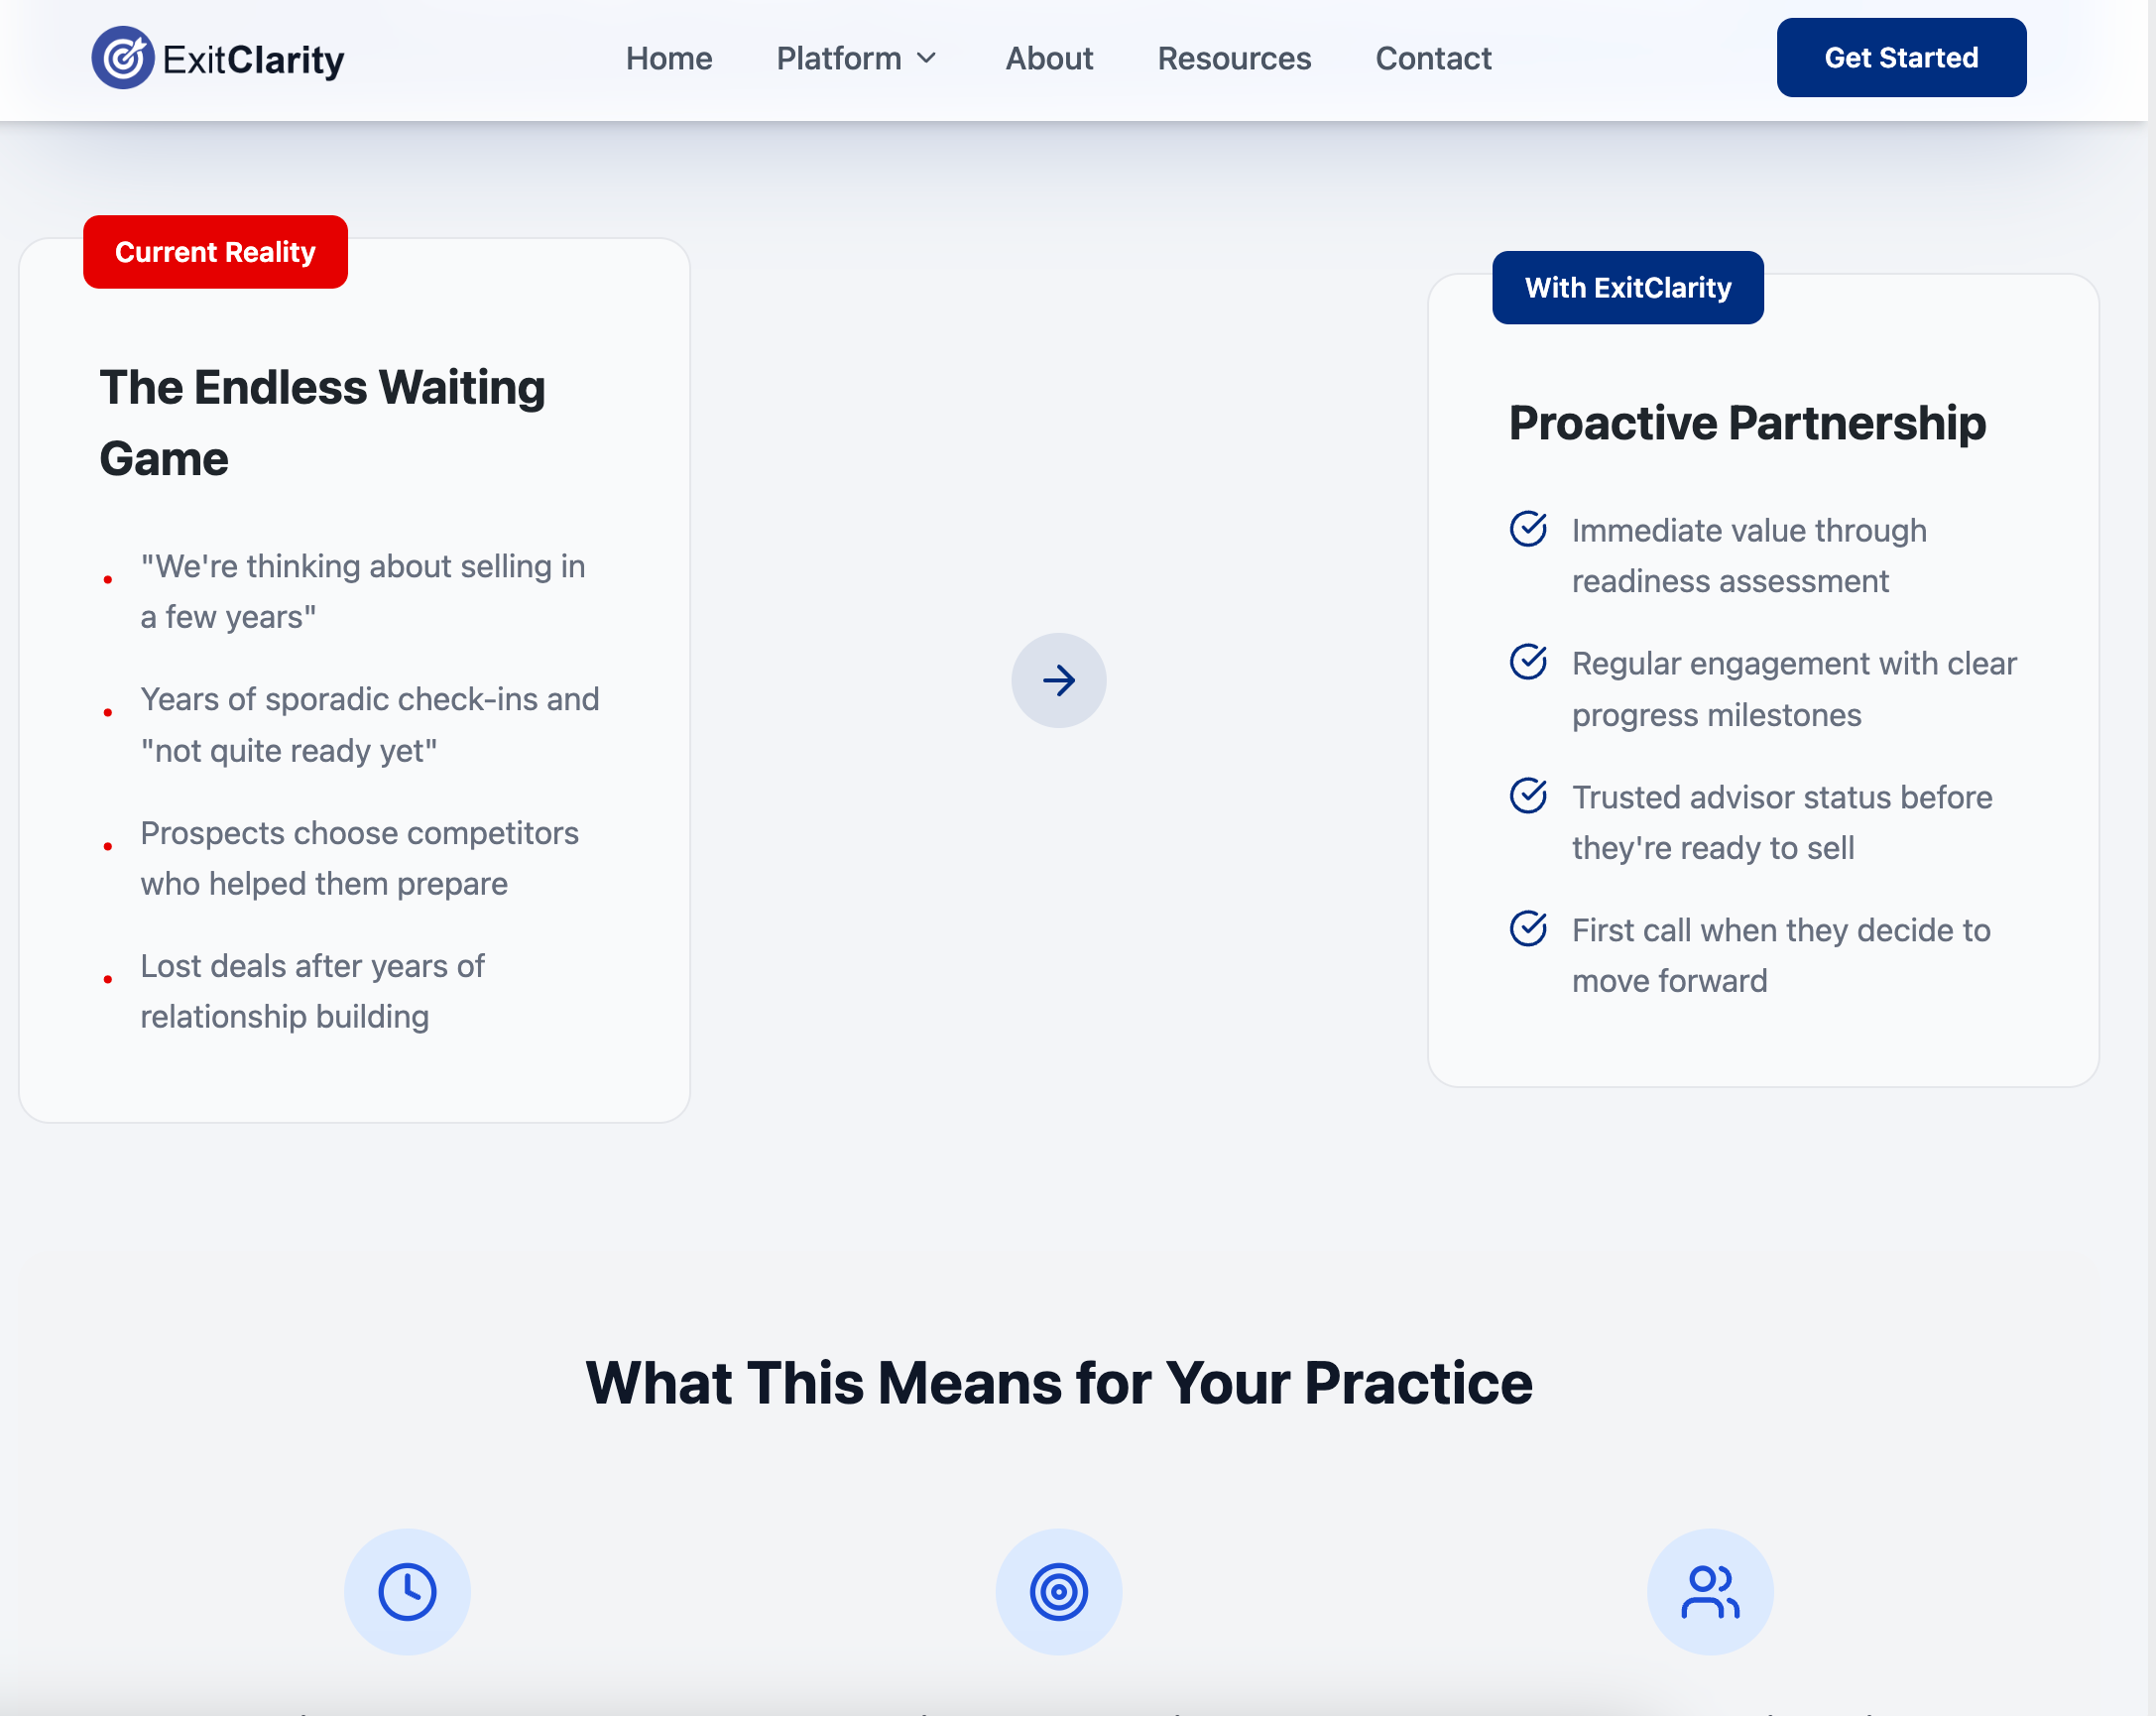 ExitClarity
Home
Platform
About
Resources
Contact
Get Started
Current Reality
The Endless Waiting
Game
"We're thinking about selling in
a few years"
Years of sporadic check-ins and
"not quite ready yet"
Prospects choose competitors
who helped them prepare
Lost deals after years of
relationship building
With ExitClarity
Proactive Partnership
Immediate value through
readiness assessment
Regular engagement with clear
progress milestones
Trusted advisor status before
they're ready to sell
First call when they decide to
move forward
What This Means for Your Practice